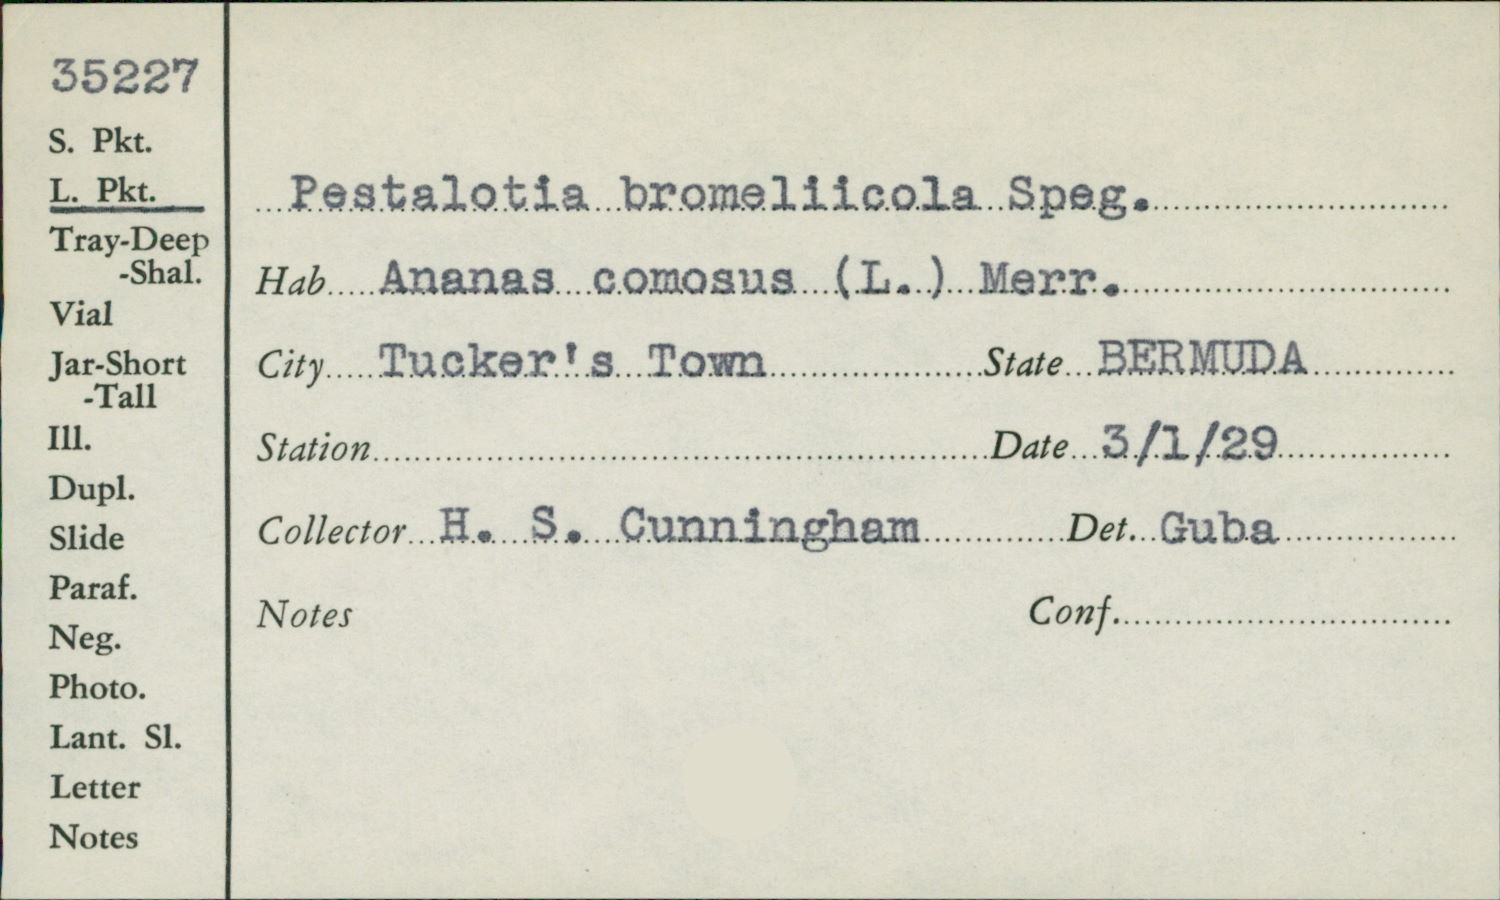 35227
S. Pkt.
L. Pkt.
Tray-Deep
-Shal.
Vial
Jar-Short
-Tall
Ill.
Dupl.
Slide
Paraf.
Neg.
Photo.
Lant. Sl.
Letter
Notes
Pestalotia bromeliicola Speg.
Hab Ananas comosus (L.) Merr.
City Tucker's Town State BERMUDA
Station Date 3/1/29
Collector H. S. Cunningham Det. Guba
Notes Conf.